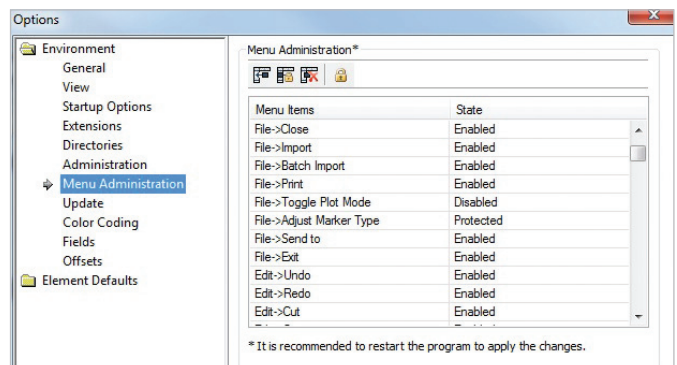 Options
Environment
General
View
Startup Options
Extensions
Directories
Administration
Menu Administration
Update
Color Coding
Fields
Offsets
Element Defaults
Menu Administration*
Menu Items State
File->Close Enabled
File->Import Enabled
File->Batch Import Enabled
File->Print Enabled
File->Toggle Plot Mode Disabled
File->Adjust Marker Type Protected
File->Send to Enabled
File->Exit Enabled
Edit->Undo Enabled
Edit->Redo Enabled
Edit->Cut Enabled
* It is recommended to restart the program to apply the changes.